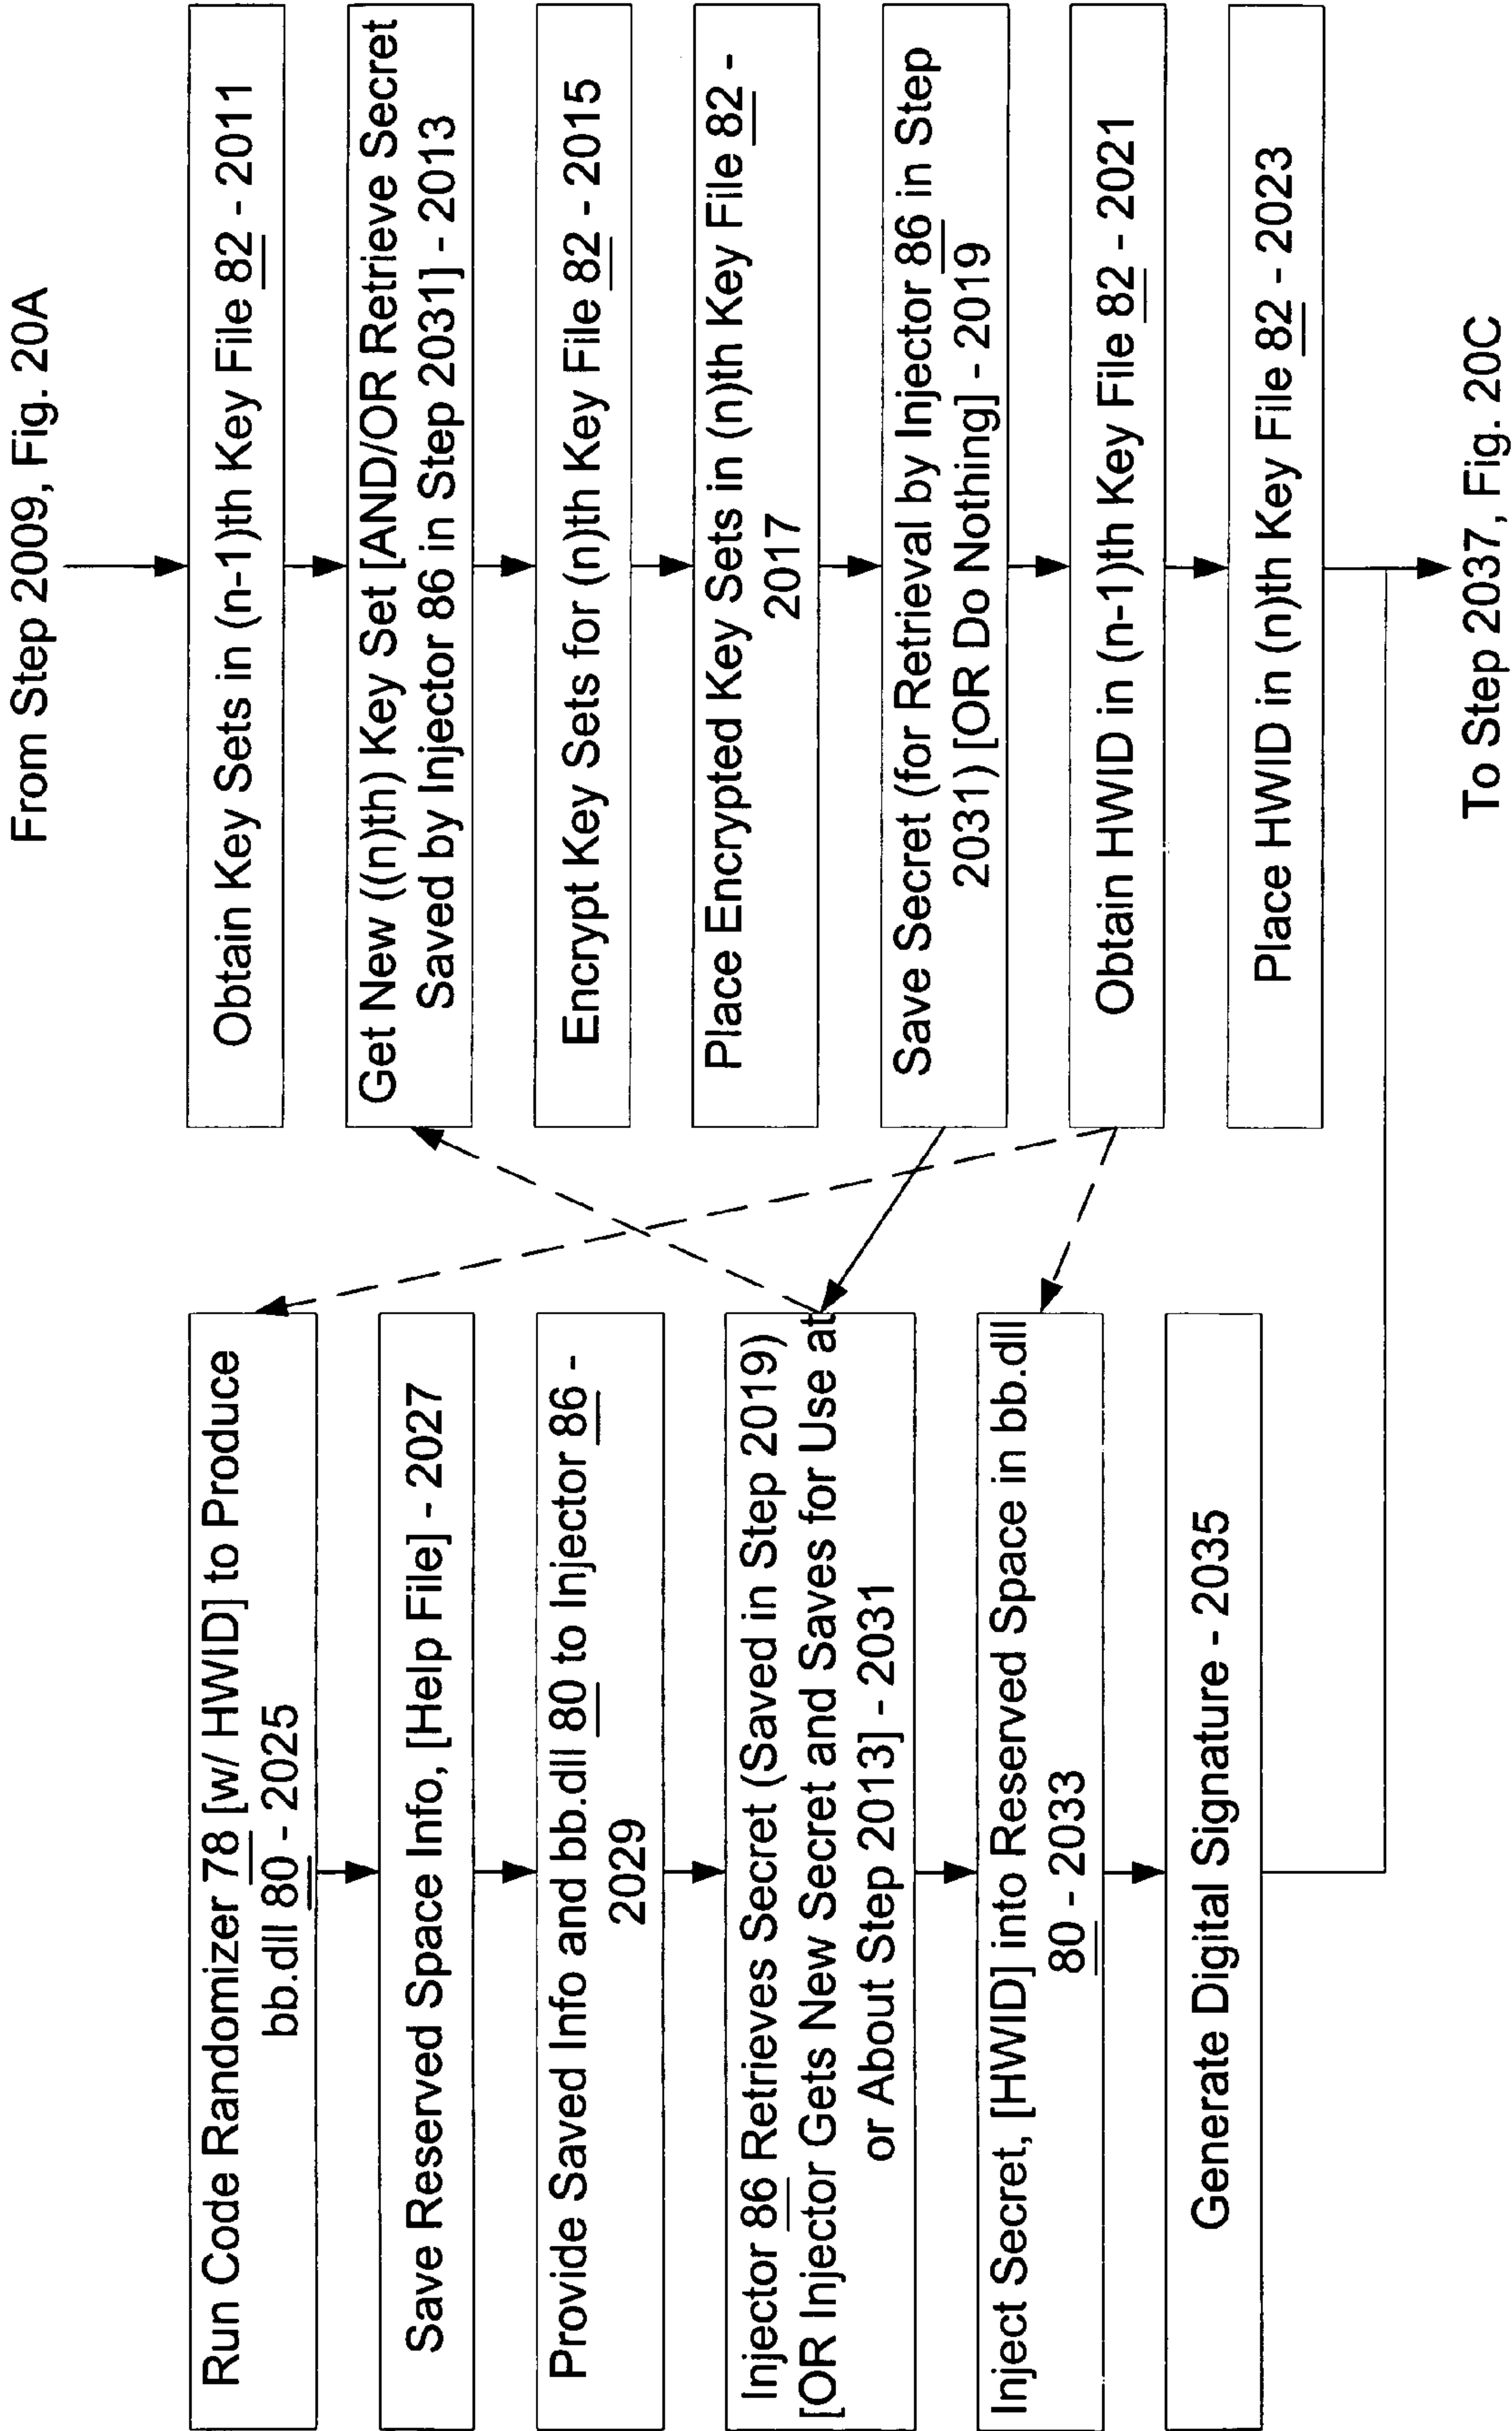 From Step 2009, Fig. 20A
Obtain Key Sets in (n-1)th Key File 82 - 2011
Get New ((n)th) Key Set [AND/OR Retrieve Secret
Saved by Injector 86 in Step 2031] - 2013
Encrypt Key Sets for (n)th Key File 82 - 2015
Place Encrypted Key Sets in (n)th Key File 82 -
2017
Save Secret (for Retrieval by Injector 86 in Step
2031) [OR Do Nothing] - 2019
Obtain HWID in (n-1)th Key File 82 - 2021
Place HWID in (n)th Key File 82 - 2023
Run Code Randomizer 78 [w/ HWID] to Produce
bb.dll 80 - 2025
Save Reserved Space Info, [Help File] - 2027
Provide Saved Info and bb.dll 80 to Injector 86 -
2029
Injector 86 Retrieves Secret (Saved in Step 2019)
[OR Injector Gets New Secret and Saves for Use at
or About Step 2013] - 2031
Inject Secret, [HWID] into Reserved Space in bb.dll
80 - 2033
Generate Digital Signature - 2035
To Step 2037, Fig. 20C